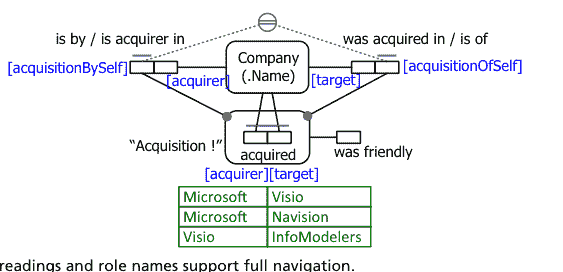 is by / is acquirer in
was acquired in / is of
Company
(.Name)
[acquisitionBySelf]
[acquirer]
[target]
[acquisitionOfSelf]
"Acquisition !"
acquired
was friendly
[acquirer][target]
Microsoft Visio
Microsoft Navision
Visio InfoModelers
readings and role names support full navigation.